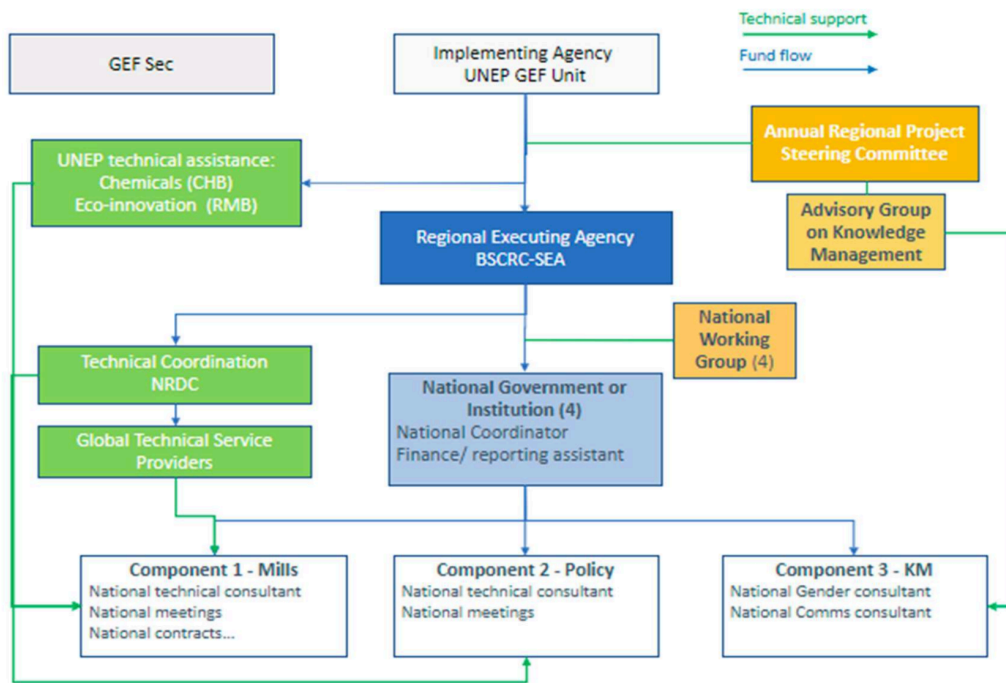 Technical support
Fund flow
GEF Sec
Implementing Agency
UNEP GEF Unit
Annual Regional Project
Steering Committee
UNEP technical assistance:
Chemicals (CHB)
Eco-innovation (RMB)
Advisory Group
on Knowledge
Management
Regional Executing Agency
BSCRC-SEA
National
Working
Group (4)
Technical Coordination
NRDC
National Government or
Institution (4)
National Coordinator
Finance/ reporting assistant
Global Technical Service
Providers
Component 1 - Mills
National technical consultant
National meetings
National contracts...
Component 2 - Policy
National technical consultant
National meetings
Component 3 - KM
National Gender consultant
National Comms consultant